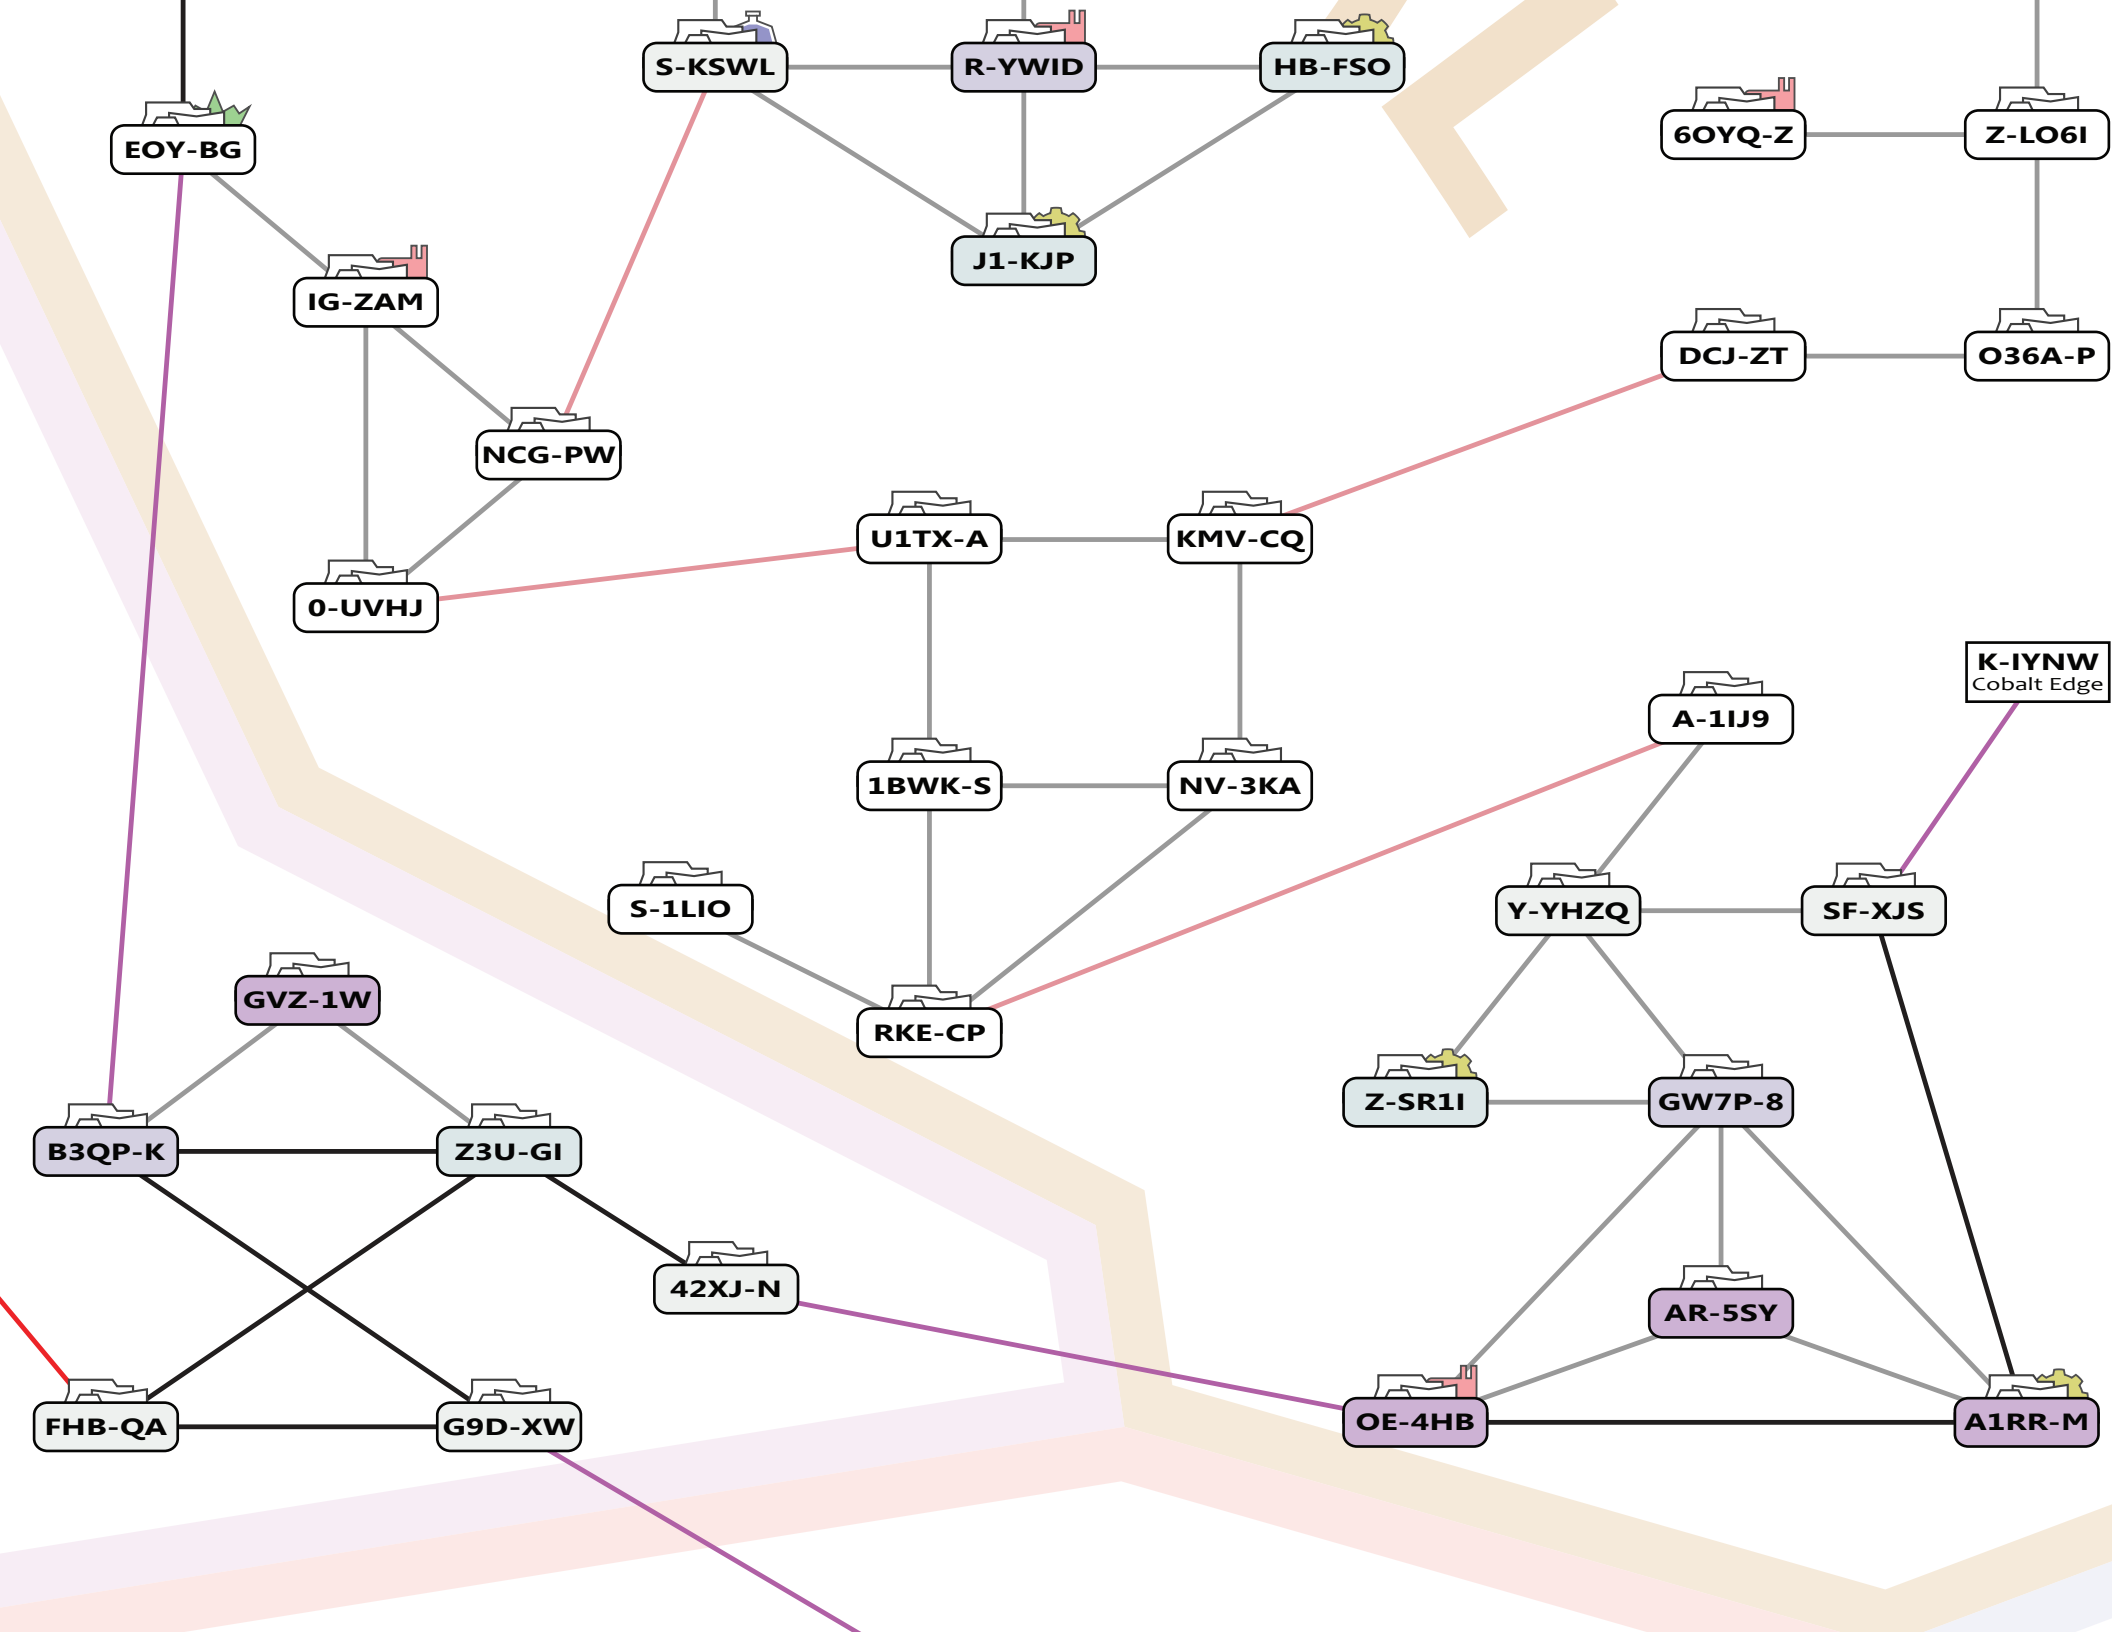 S-KSWL
R-YWID
HB-FSO
6OYQ-Z
Z-LO6I
EOY-BG
J1-KJP
IG-ZAM
DCJ-ZT
O36A-P
NCG-PW
U1TX-A
KMV-CQ
0-UVHJ
K-IYNW
Cobalt Edge
A-1IJ9
1BWK-S
NV-3KA
S-1LIO
Y-YHZQ
SF-XJS
GVZ-1W
RKE-CP
Z-SR1I
GW7P-8
B3QP-K
Z3U-GI
42XJ-N
AR-5SY
FHB-QA
G9D-XW
OE-4HB
A1RR-M